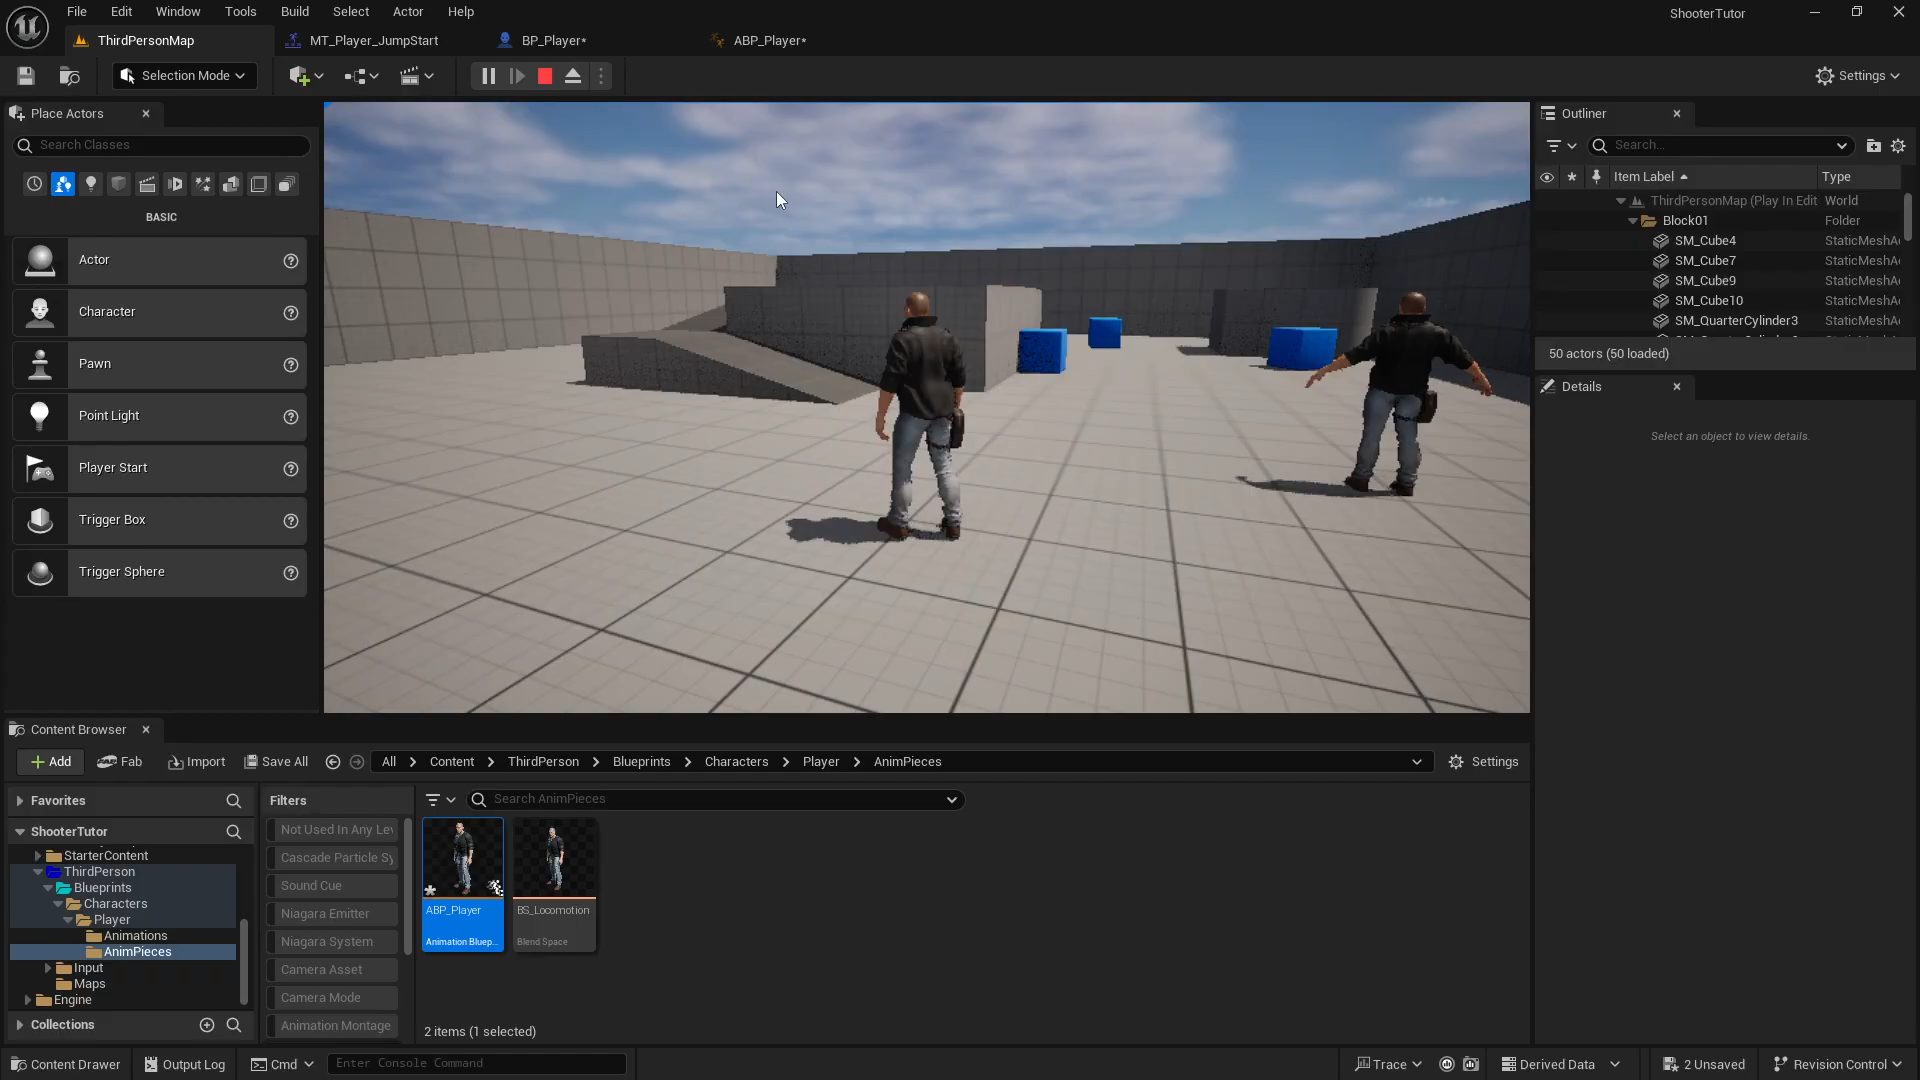 File Edit Window Tools Build Select Actor Help
ShooterTutor
ThirdPersonMap
MT_Player_JumpStart
BP_Player*
ABP_Player*
Selection Mode
Settings
Place Actors
Search Classes
BASIC
Actor
Character
Pawn
Point Light
Player Start
Trigger Box
Trigger Sphere
Outliner
Search...
Item Label Type
ThirdPersonMap (Play In Edit World
Block01 Folder
SM_Cube4 StaticMeshA
SM_Cube7 StaticMeshA
SM_Cube9 StaticMeshA
SM_Cube10 StaticMeshA
SM_QuarterCylinder3 StaticMeshA
50 actors (50 loaded)
Details
Select an object to view details.
Content Browser
Add Fab Import Save All
All Content ThirdPerson Blueprints Characters Player AnimPieces
Settings
Favorites
ShooterTutor
StarterContent
ThirdPerson
Blueprints
Characters
Player
Animations
AnimPieces
Input
Maps
Engine
Collections
Filters
Not Used In Any Lev
Cascade Particle Sy
Sound Cue
Niagara Emitter
Niagara System
Camera Asset
Camera Mode
Animation Montage
Search AnimPieces
ABP_Player
Animation Bluep...
BS_Locomotion
Blend Space
2 items (1 selected)
Content Drawer Output Log Cmd Enter Console Command
Trace Derived Data 2 Unsaved Revision Control